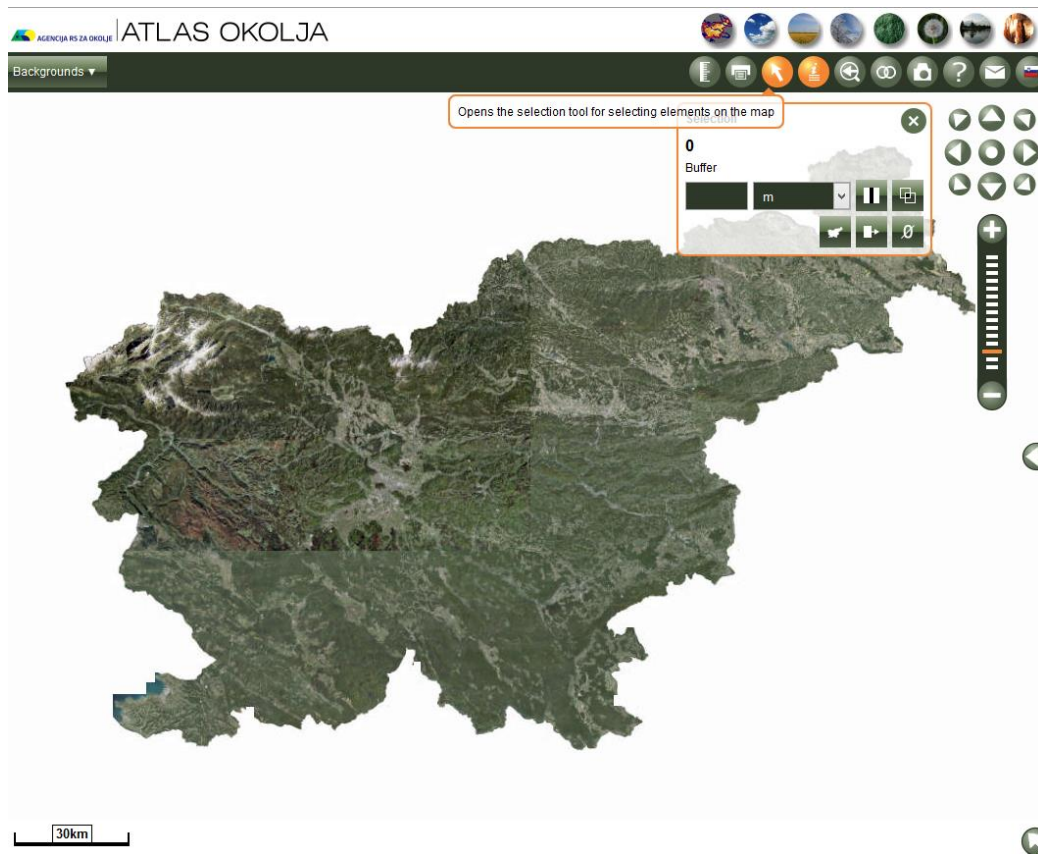 AGENCIJA RS ZA OKOLJE
ATLAS OKOLJA
Backgrounds ▼
Opens the selection tool for selecting elements on the map
Selection
0
Buffer
m
30km